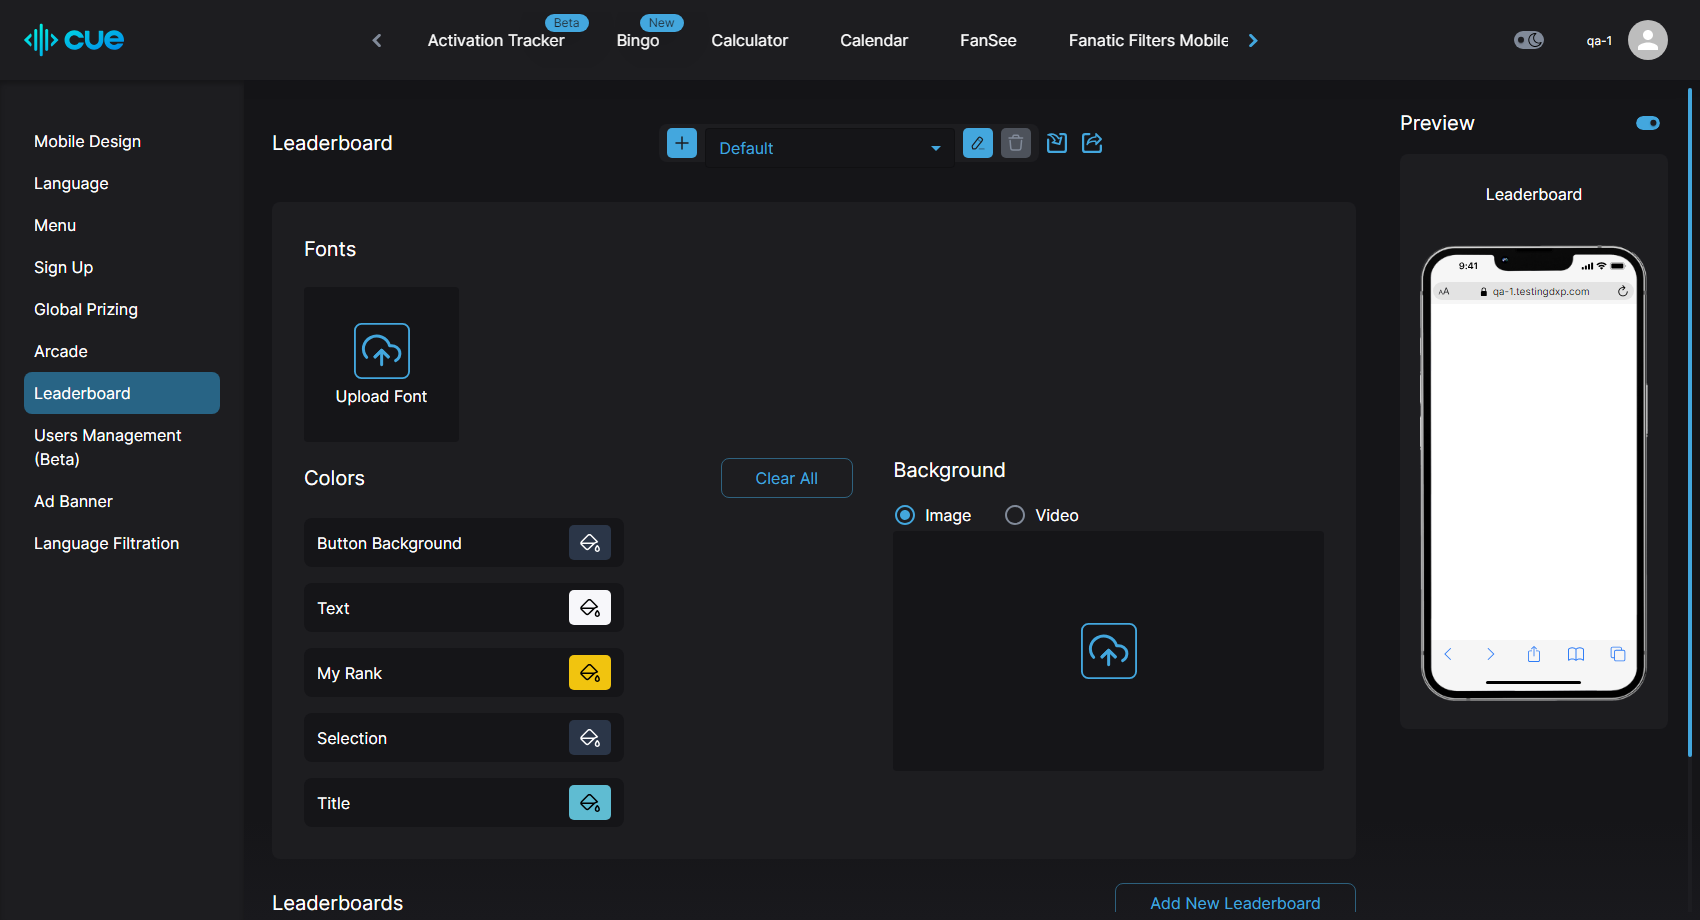 cue
Activation Tracker
Beta
Bingo
New
Calculator
Calendar
FanSee
Fanatic Filters Mobile
qa-1
Mobile Design
Language
Menu
Sign Up
Global Prizing
Arcade
Leaderboard
Users Management
(Beta)
Ad Banner
Language Filtration
Leaderboard
Default
Fonts
Upload Font
Colors
Clear All
Button Background
Text
My Rank
Selection
Title
Background
Image
Video
Leaderboards
Add New Leaderboard
Preview
Leaderboard
9:41
AA
qa-1.testingdxp.com